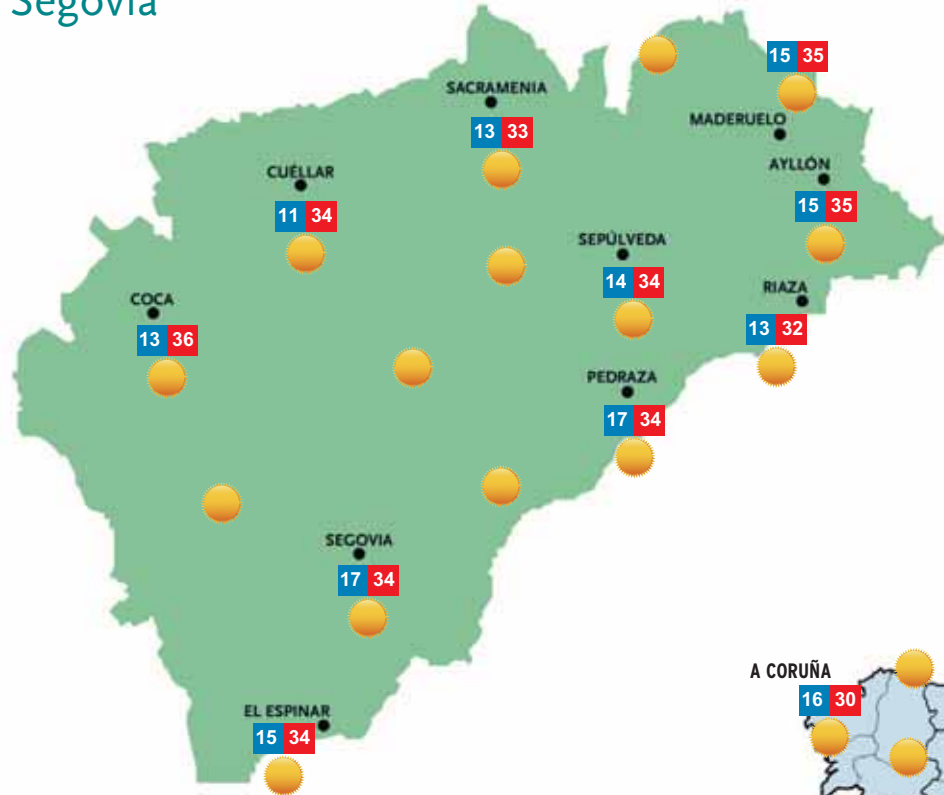 Segovia
15 35
SACRAMENIA
MADERUELO
13 33
AYLLÓN
CUÉLLAR
15 35
11 34
SEPÚLVEDA
14 34
RIAZA
COCA
13 32
13 36
PEDRAZA
17 34
SEGOVIA
17 34
A CORUÑA
16 30
EL ESPINAR
15 34